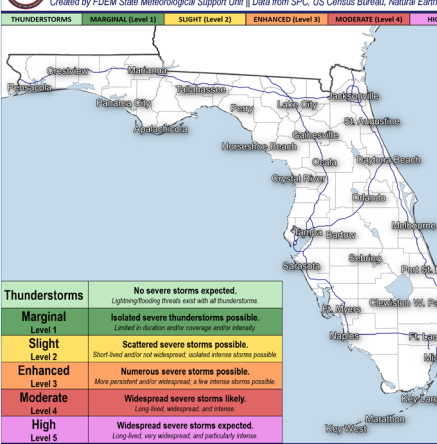 Created by FDEM State Meteorological Support Unit || Data from SPC, US Census Bureau, Natural Earth
THUNDERSTORMS MARGINAL (Level 1) SLIGHT (Level 2) ENHANCED (Level 3) MODERATE (Level 4) HIG
Crestview Marianna
Pensacola
Tallahassee
Jacksonville
Panama City
Perry
Lake City
Apalachicola
St. Augustine
Gainesville
Horseshoe Beach
Ocala
Daytona Beach
Crystal River
Orlando
Melbourne
Tampa Bartow
Sebring
Sarasota
Port St.
Clewiston W. Pa
Ft. Myers
Naples
Ft. Lau
Mia
Key Larg
Marathon
Key West
Thunderstorms
No severe storms expected.
Lightning/flooding threats exist with all thunderstorms.
Marginal
Level 1
Isolated severe thunderstorms possible.
Limited in duration and/or coverage and/or intensity.
Slight
Level 2
Scattered severe storms possible.
Short-lived and/or not widespread; isolated intense storms possible
Enhanced
Level 3
Numerous severe storms possible.
More persistent and/or widespread; a few intense storms possible.
Moderate
Level 4
Widespread severe storms likely.
Long-lived, widespread, and intense.
High
Level 5
Widespread severe storms expected.
Long-lived, very widespread, and particularly intense.